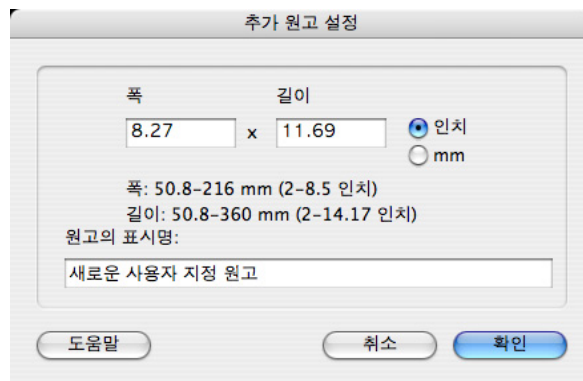 추가 원고 설정
폭 길이
8.27 x 11.69
인치
mm
폭: 50.8-216 mm (2-8.5 인치)
길이: 50.8-360 mm (2-14.17 인치)
원고의 표시명:
새로운 사용자 지정 원고
도움말 취소 확인